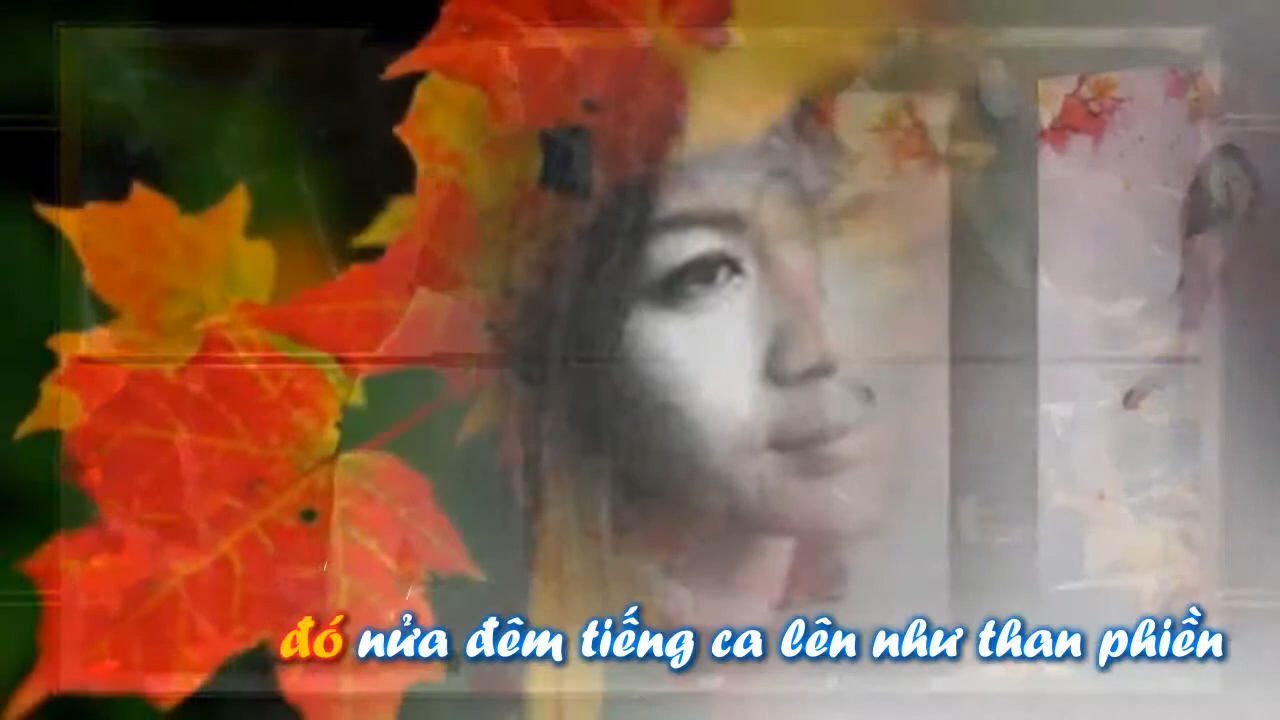 đó nửa đêm tiếng ca lên như than phiền